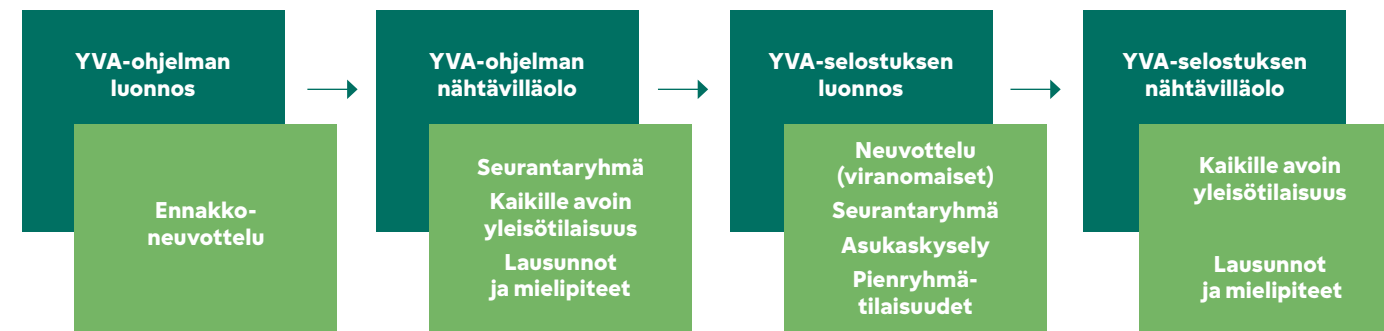 YVA-ohjelman
luonnos
Ennakko-
neuvottelu
YVA-ohjelman
nähtävilläolo
Seurantaryhmä
Kaikille avoin
yleisötilaisuus
Lausunnot
ja mielipiteet
YVA-selostuksen
luonnos
Neuvottelu
(viranomaiset)
Seurantaryhmä
Asukaskysely
Pienryhmä-
tilaisuudet
YVA-selostuksen
nähtävilläolo
Kaikille avoin
yleisötilaisuus
Lausunnot
ja mielipiteet